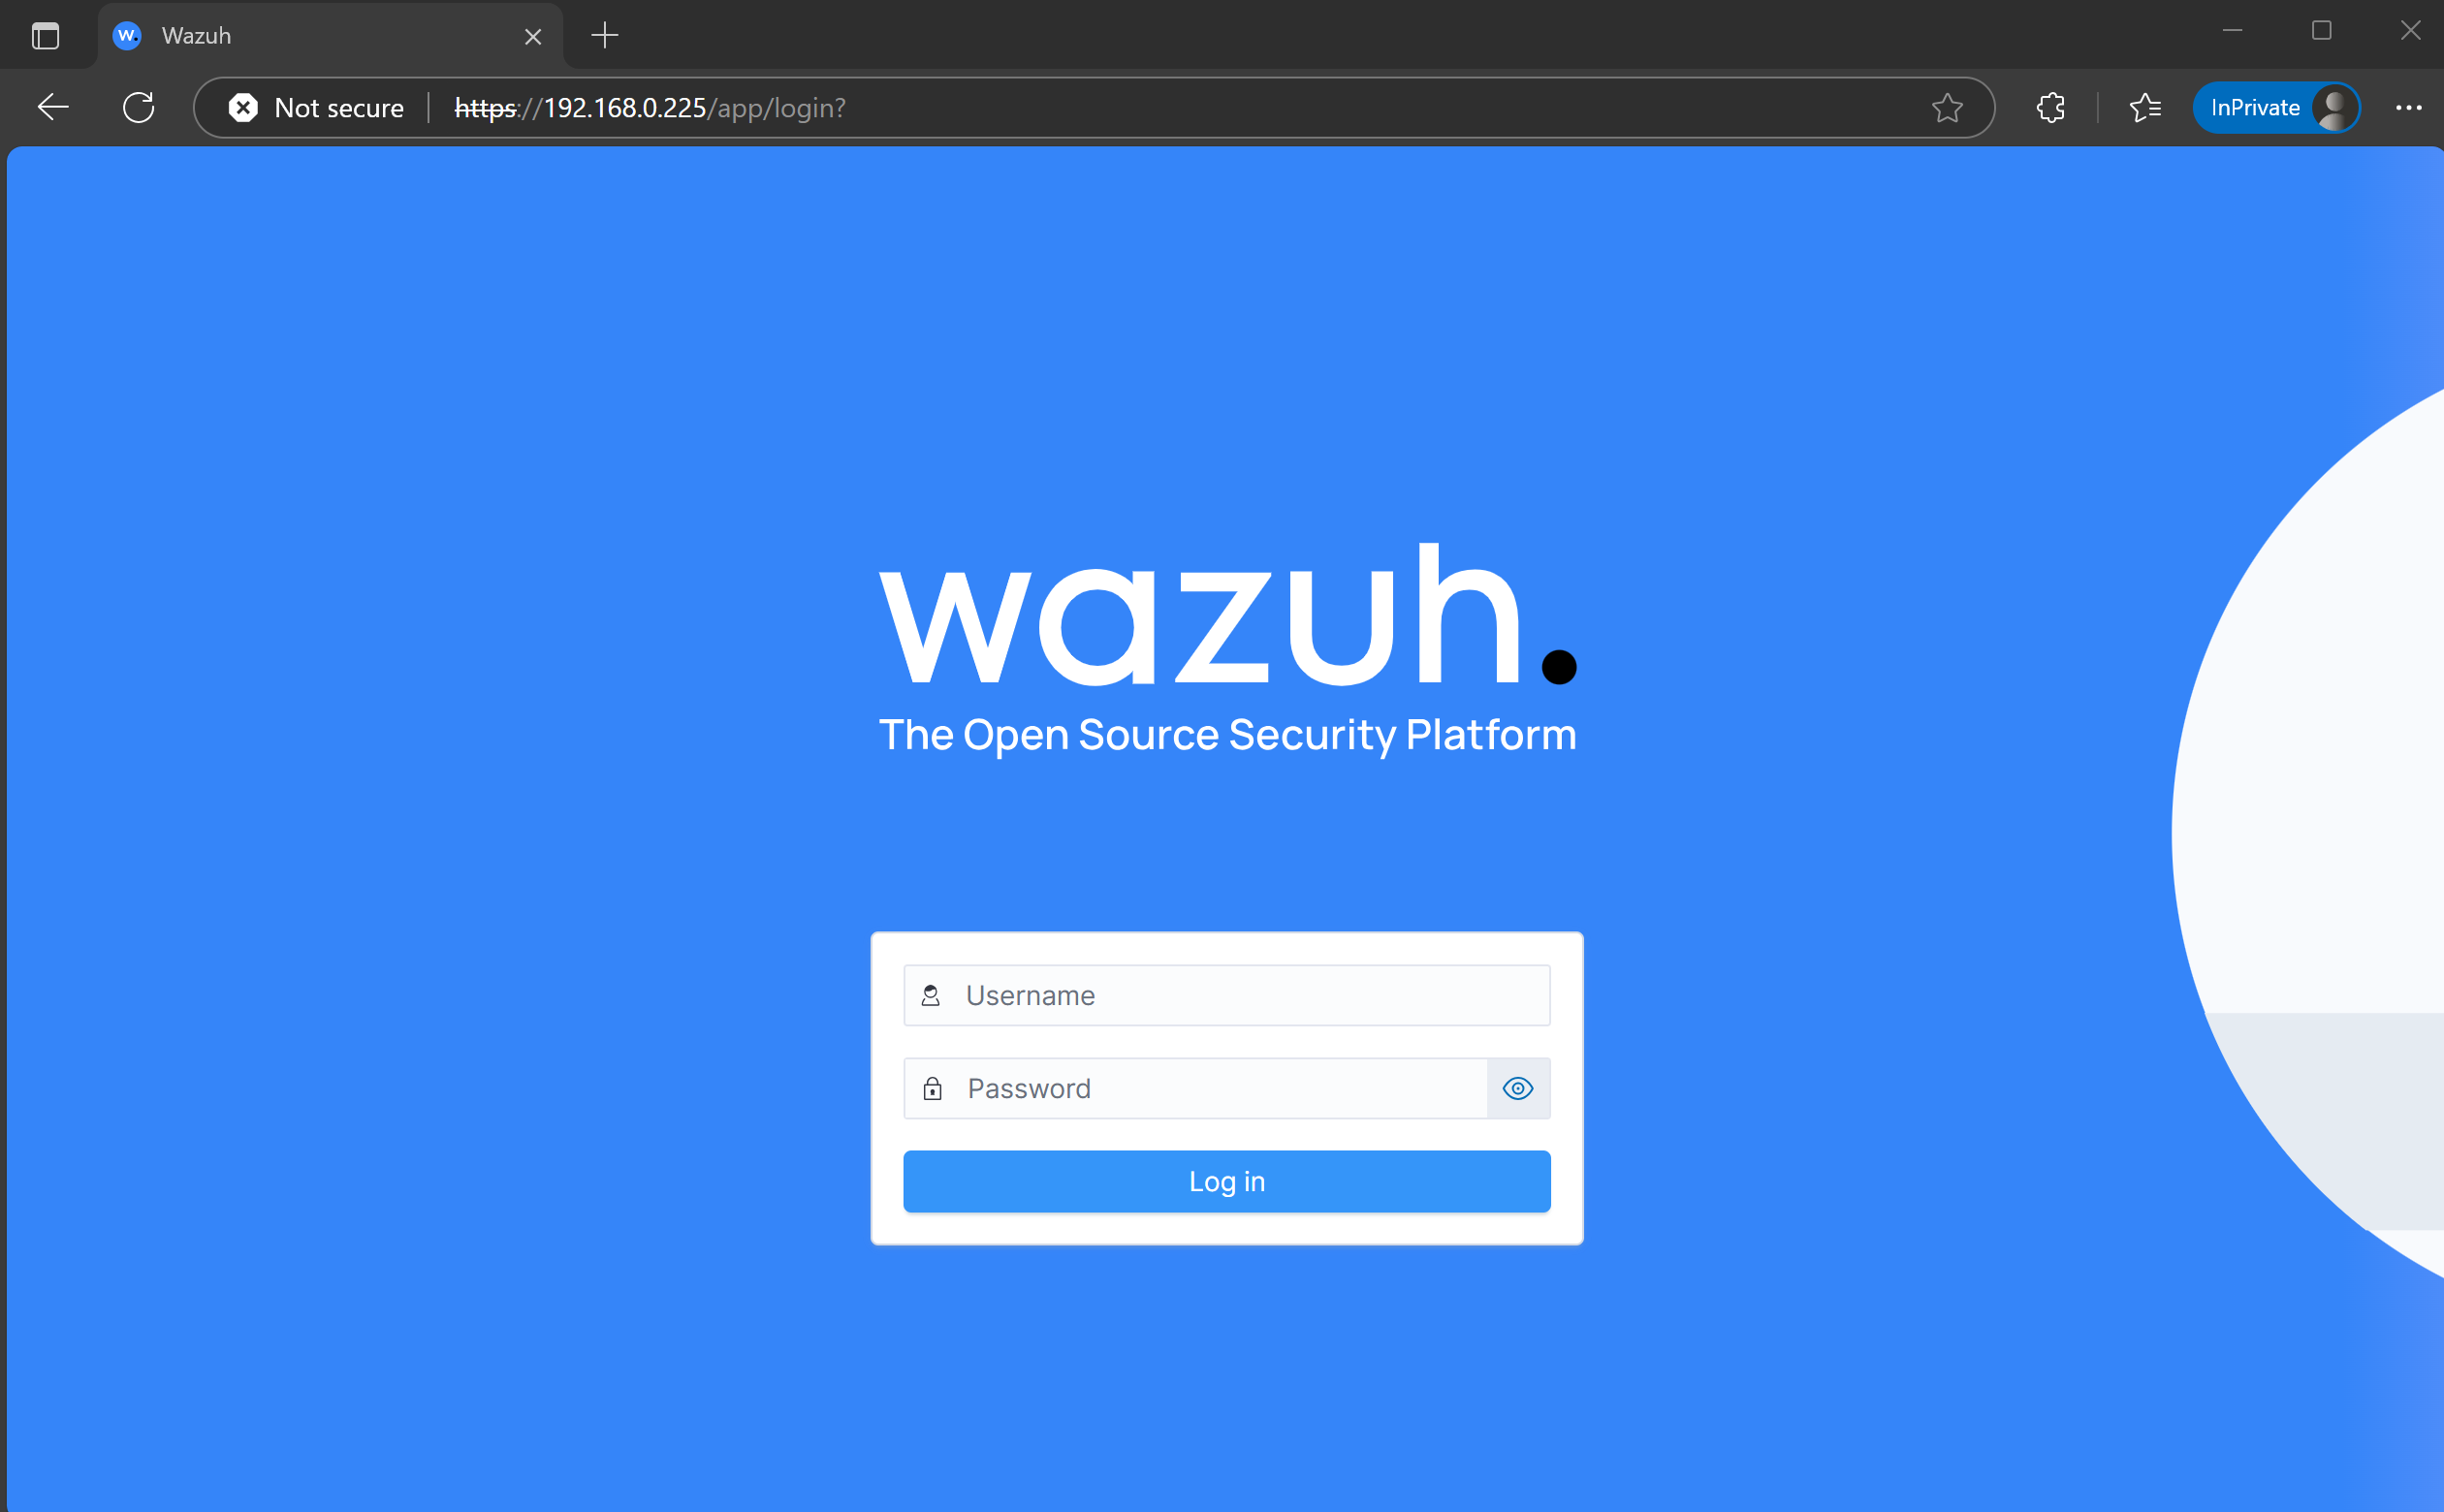 W. Wazuh
Not secure https://192.168.0.225/app/login? InPrivate
wazuh.
The Open Source Security Platform
Username
Password
Log in